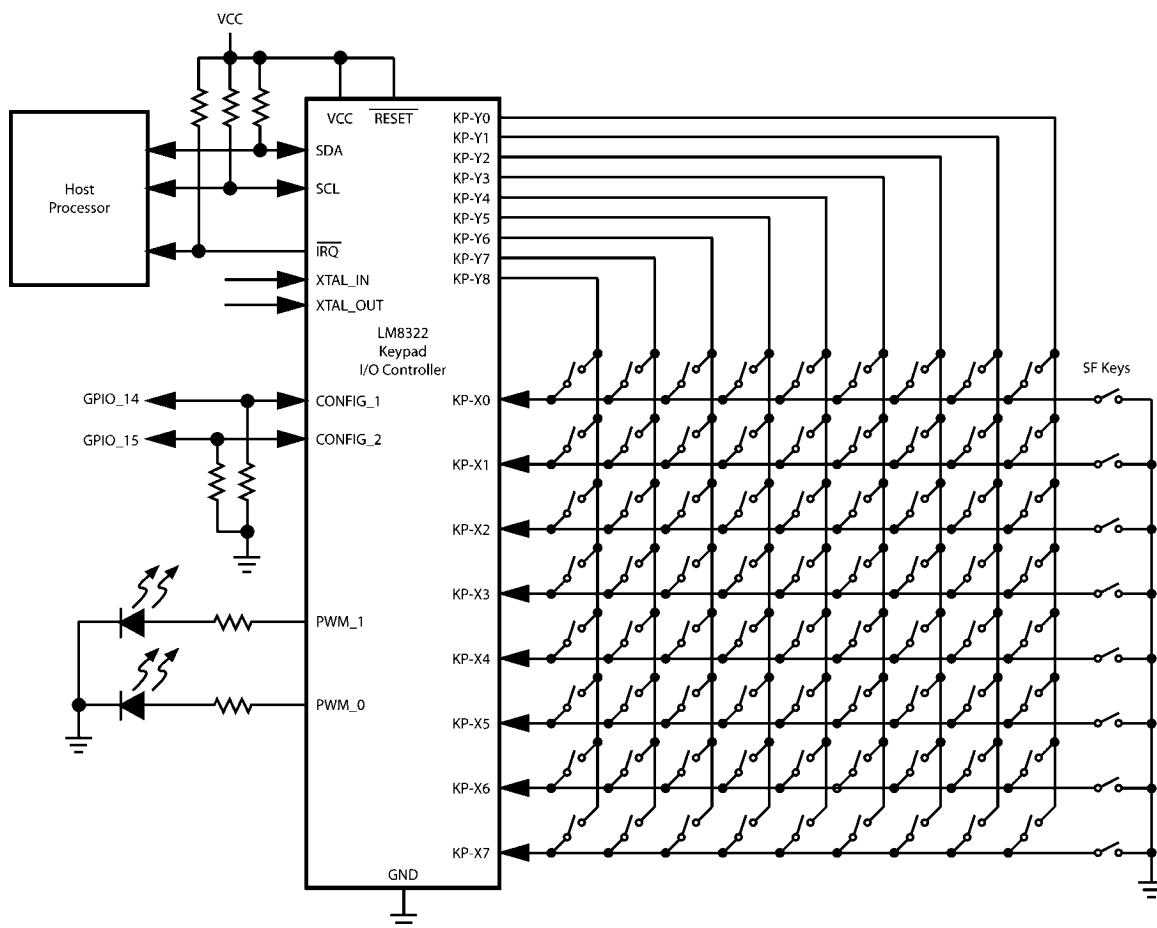 VCC
VCC
RESET
KP-Y0
KP-Y1
SDA
KP-Y2
KP-Y3
Host
Processor
SCL
KP-Y4
KP-Y5
KP-Y6
IRQ
KP-Y7
XTAL_IN
KP-Y8
XTAL_OUT
LM8322
Keypad
I/O Controller
SF Keys
GPIO_14
CONFIG_1
KP-X0
GPIO_15
CONFIG_2
KP-X1
KP-X2
KP-X3
PWM_1
KP-X4
PWM_0
KP-X5
KP-X6
KP-X7
GND